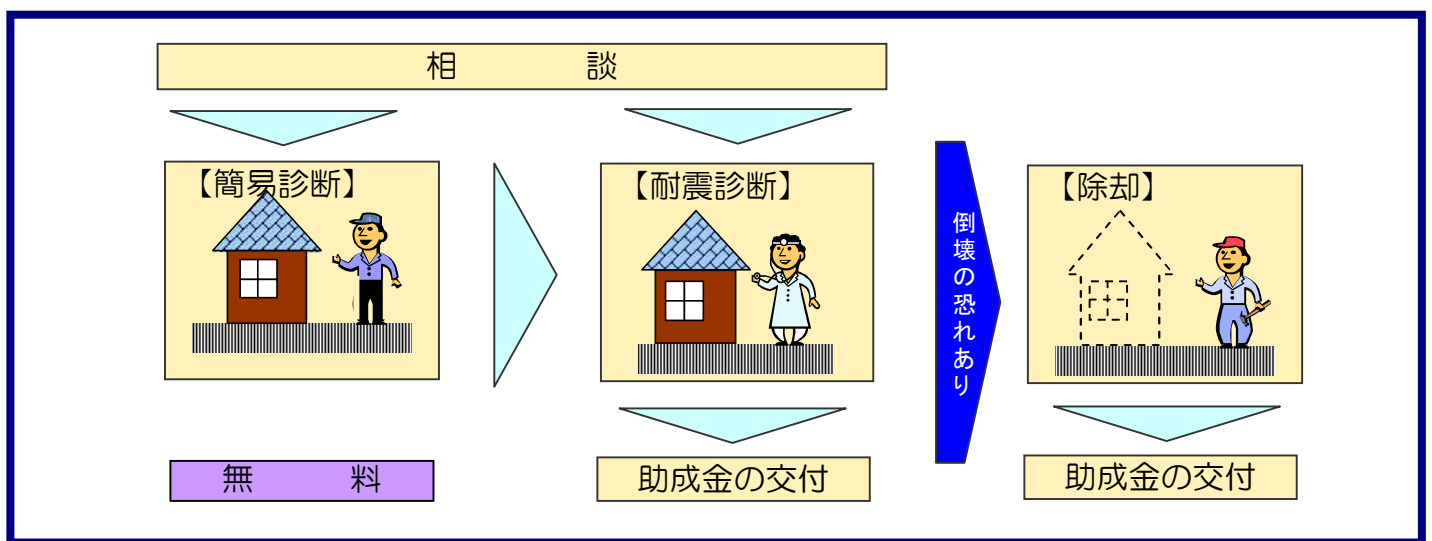 相談
【簡易診断】
【耐震診断】
倒壊の恐れあり
【除却】
無料
助成金の交付
助成金の交付